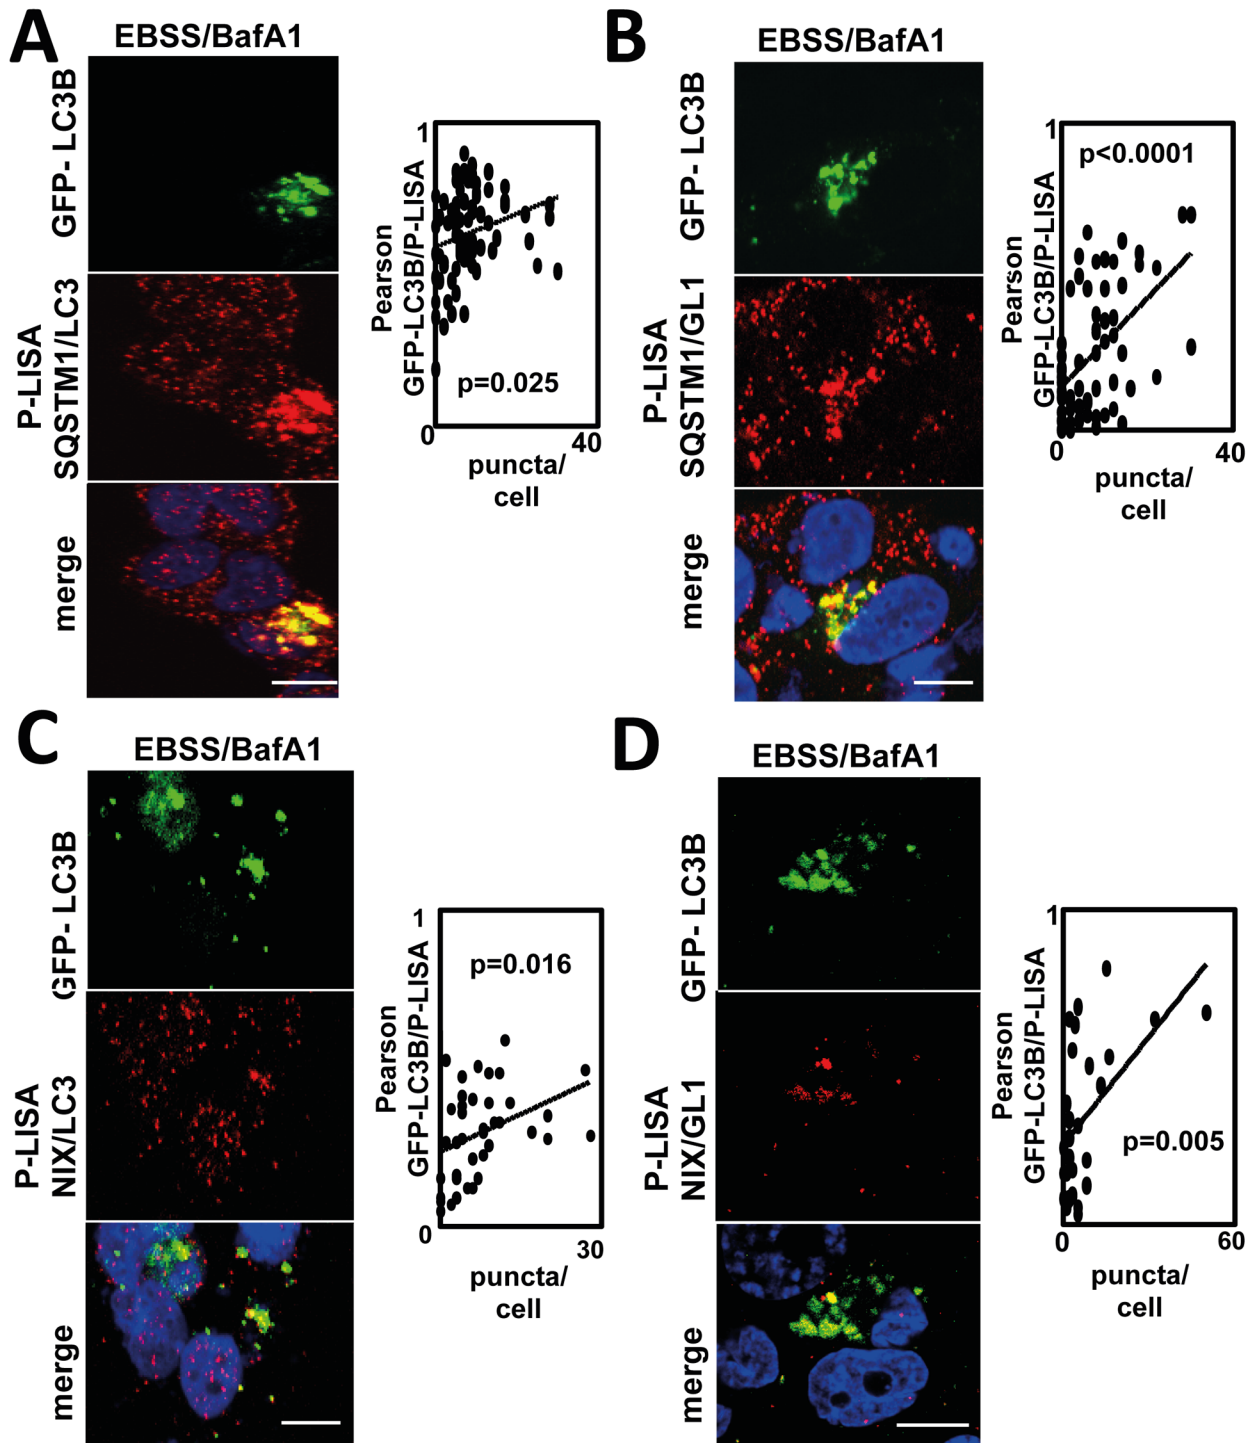 A
EBSS/BafA1
GFP- LC3B
P-LISA
SQSTM1/LC3
merge
1
Pearson
GFP-LC3B/P-LISA
p=0.025
0
40
puncta/
cell
B
EBSS/BafA1
GFP- LC3B
P-LISA
SQSTM1/GL1
merge
1
p<0.0001
Pearson
GFP-LC3B/P-LISA
0
40
puncta/
cell
C
EBSS/BafA1
GFP- LC3B
P-LISA
NIX/LC3
merge
1
p=0.016
Pearson
GFP-LC3B/P-LISA
0
30
puncta/
cell
D
EBSS/BafA1
GFP- LC3B
P-LISA
NIX/GL1
merge
1
Pearson
GFP-LC3B/P-LISA
p=0.005
0
60
puncta/
cell